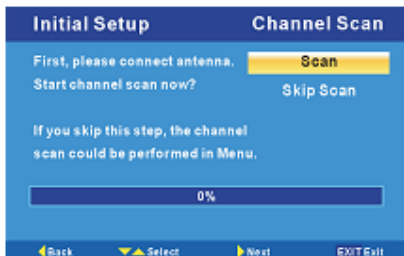 Initial Setup Channel Scan
First, please connect antenna. Scan
Start channel scan now? Skip Scan
If you skip this step, the channel
scan could be performed in Menu.
0%
Back Select Next EXIT Exit